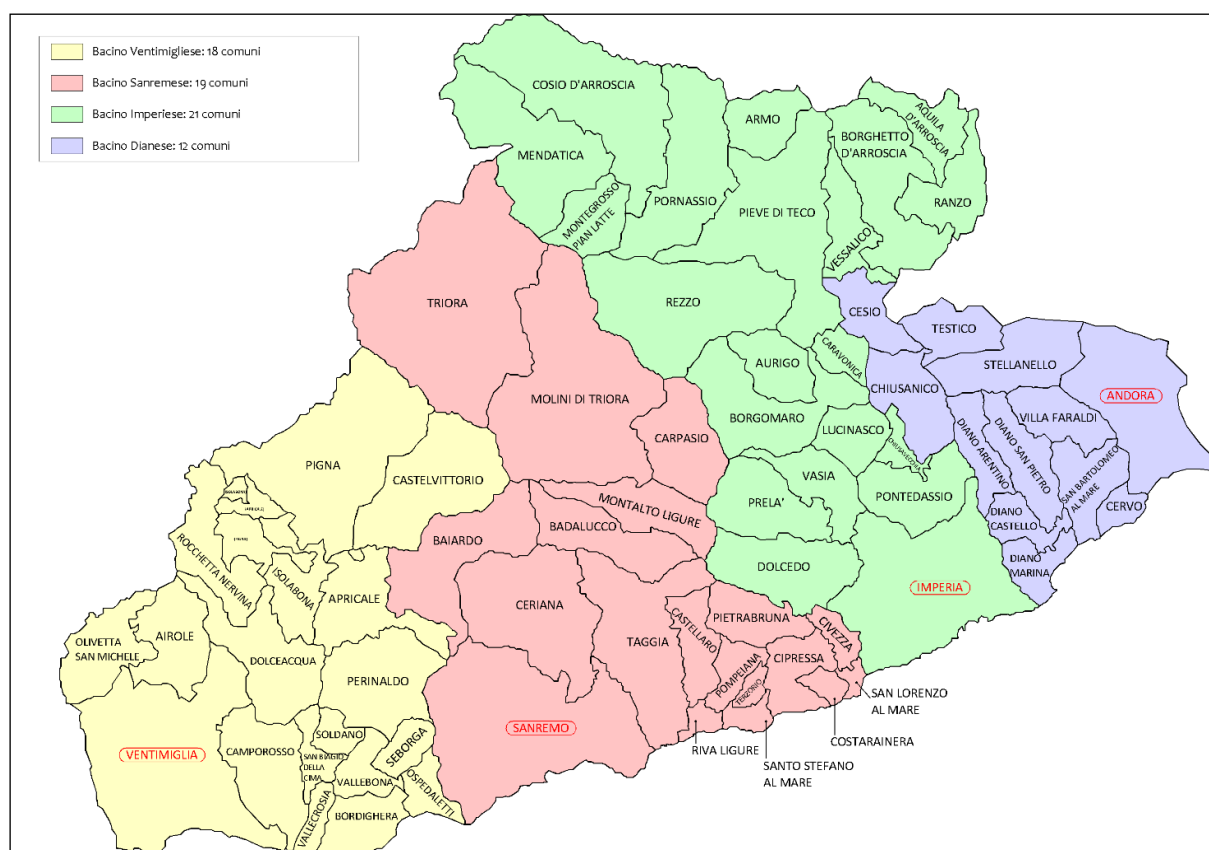 Bacino Ventimigliese: 18 comuni
Bacino Sanremese: 19 comuni
Bacino Imperiese: 21 comuni
Bacino Dianese: 12 comuni
COSIO D'ARROSCIA
ARMO
AQUILA
D'ARROSCIA
BORGHETTO
D'ARROSCIA
MENDATICA
MONTEGROSSO
PIAN LATTE
PORNASSIO
PIEVE DI TECO
RANZO
VESSALICO
TRIORA
REZZO
CESIO
TESTICO
STELLANELLO
CARAVONICA
AURIGO
CHIUSANICO
ANDORA
MOLINI DI TRIORA
BORGOMARO
LUCINASCO
VILLA FARALDI
CARPASIO
CHIUSAVECCHIA
DIANO ARENTINO
DIANO SAN PIETRO
SAN BARTOLOMEO
AL MARE
PIGNA
CASTELVITTORIO
VASIA
PRELA'
PONTEDASSIO
MONTALTO LIGURE
BADALUCCO
DIANO
CASTELLO
CERVO
BAIARDO
DIANO
MARINA
DOLCEDO
IMPERIA
ROCCHETTA NERVINA
ISOLABONA
APRICALE
CERIANA
PIETRABRUNA
CIVEZZA
CASTELLARO
TAGGIA
OLIVETTA
SAN MICHELE
AIROLE
DOLCEACQUA
CIPRESSA
PERINALDO
POMPEIANA
TERZORIO
SAN LORENZO
AL MARE
SANREMO
COSTARAINERA
VENTIMIGLIA
CAMPOROSSO
SOLDANO
SEBORGA
RIVA LIGURE
SAN BIAGIO
DELLA
CIMA
SANTO STEFANO
AL MARE
VALLEBONA
OSPEDALETTI
VALLECROSIA
BORDIGHERA